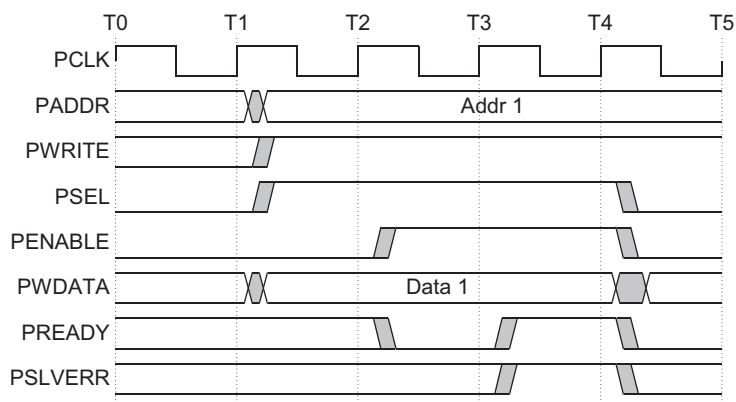 T0 T1 T2 T3 T4 T5
PCLK
PADDR Addr 1
PWRITE
PSEL
PENABLE
PWDATA Data 1
PREADY
PSLVERR